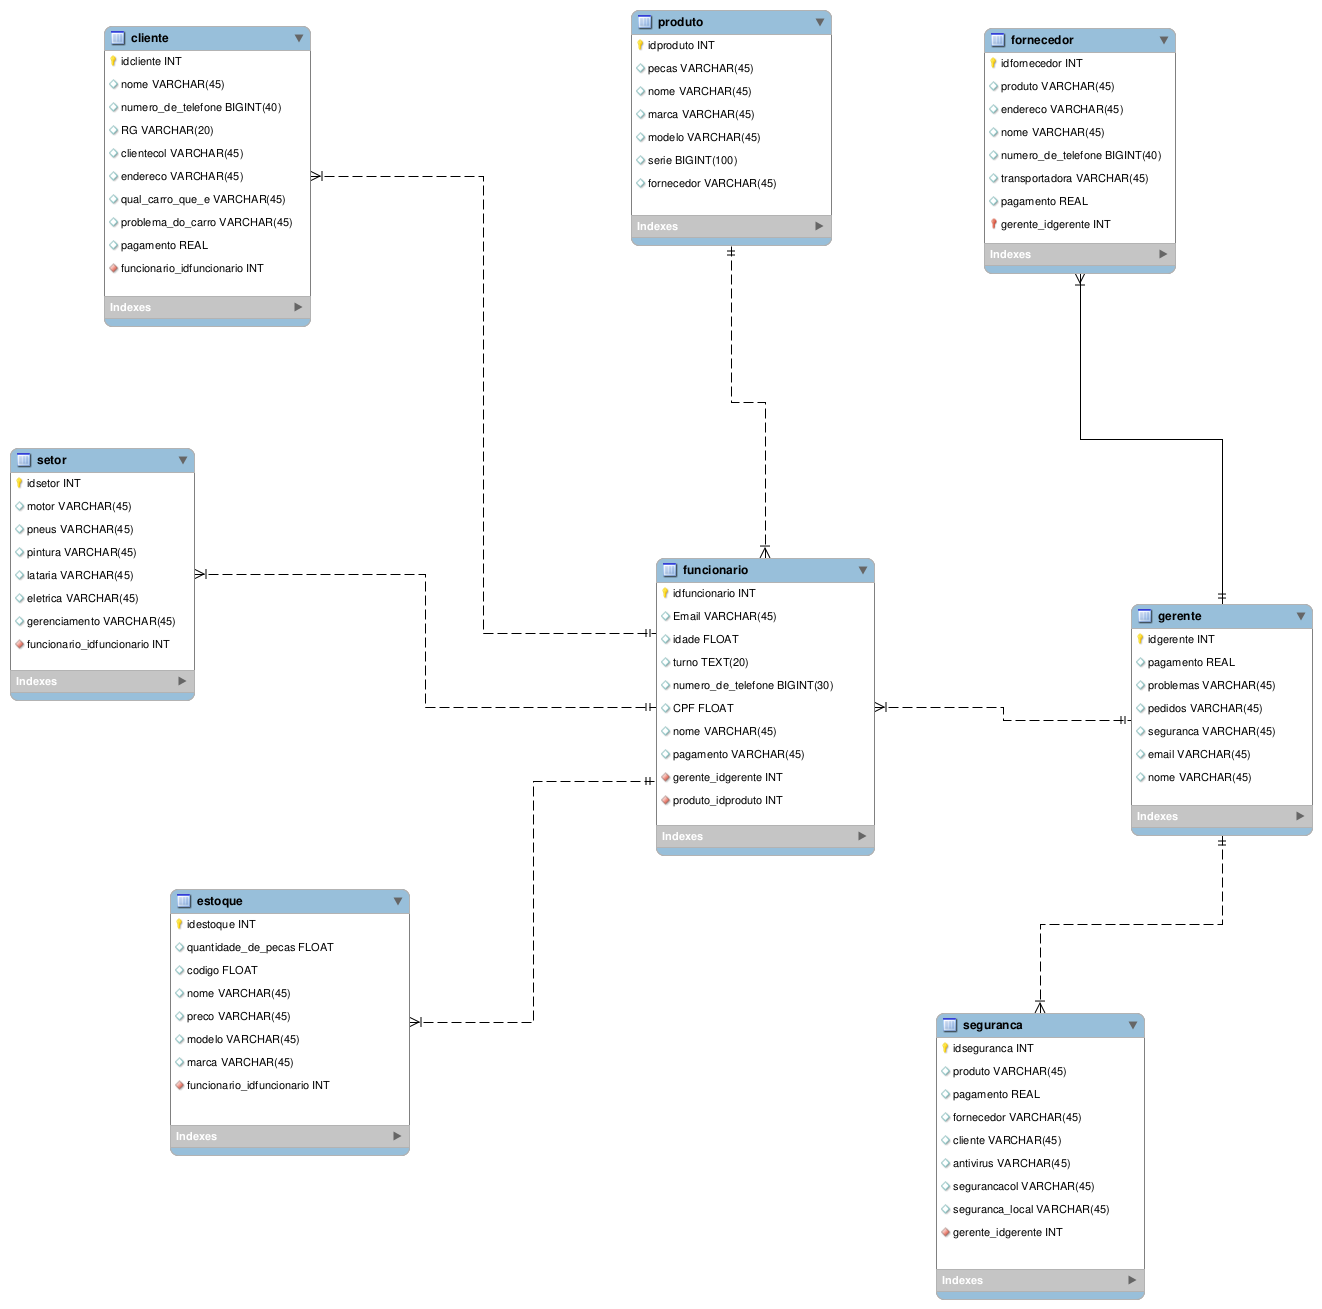 cliente
idcliente INT
nome VARCHAR(45)
numero_de_telefone BIGINT(40)
RG VARCHAR(20)
clientecol VARCHAR(45)
endereco VARCHAR(45)
qual_carro_que_e VARCHAR(45)
problema_do_carro VARCHAR(45)
pagamento REAL
funcionario_idfuncionario INT
Indexes
produto
idproduto INT
pecas VARCHAR(45)
nome VARCHAR(45)
marca VARCHAR(45)
modelo VARCHAR(45)
serie BIGINT(100)
fornecedor VARCHAR(45)
Indexes
fornecedor
idfornecedor INT
produto VARCHAR(45)
endereco VARCHAR(45)
nome VARCHAR(45)
numero_de_telefone BIGINT(40)
transportadora VARCHAR(45)
pagamento REAL
gerente_idgerente INT
Indexes
setor
idsetor INT
motor VARCHAR(45)
pneus VARCHAR(45)
pintura VARCHAR(45)
lataria VARCHAR(45)
eletrica VARCHAR(45)
gerenciamento VARCHAR(45)
funcionario_idfuncionario INT
Indexes
funcionario
idfuncionario INT
Email VARCHAR(45)
idade FLOAT
turno TEXT(20)
numero_de_telefone BIGINT(30)
CPF FLOAT
nome VARCHAR(45)
pagamento VARCHAR(45)
gerente_idgerente INT
produto_idproduto INT
Indexes
gerente
idgerente INT
pagamento REAL
problemas VARCHAR(45)
pedidos VARCHAR(45)
seguranca VARCHAR(45)
email VARCHAR(45)
nome VARCHAR(45)
Indexes
estoque
idestoque INT
quantidade_de_pecas FLOAT
codigo FLOAT
nome VARCHAR(45)
preco VARCHAR(45)
modelo VARCHAR(45)
marca VARCHAR(45)
funcionario_idfuncionario INT
Indexes
seguranca
idseguranca INT
produto VARCHAR(45)
pagamento REAL
fornecedor VARCHAR(45)
cliente VARCHAR(45)
antivirus VARCHAR(45)
segurancacol VARCHAR(45)
seguranca_local VARCHAR(45)
gerente_idgerente INT
Indexes